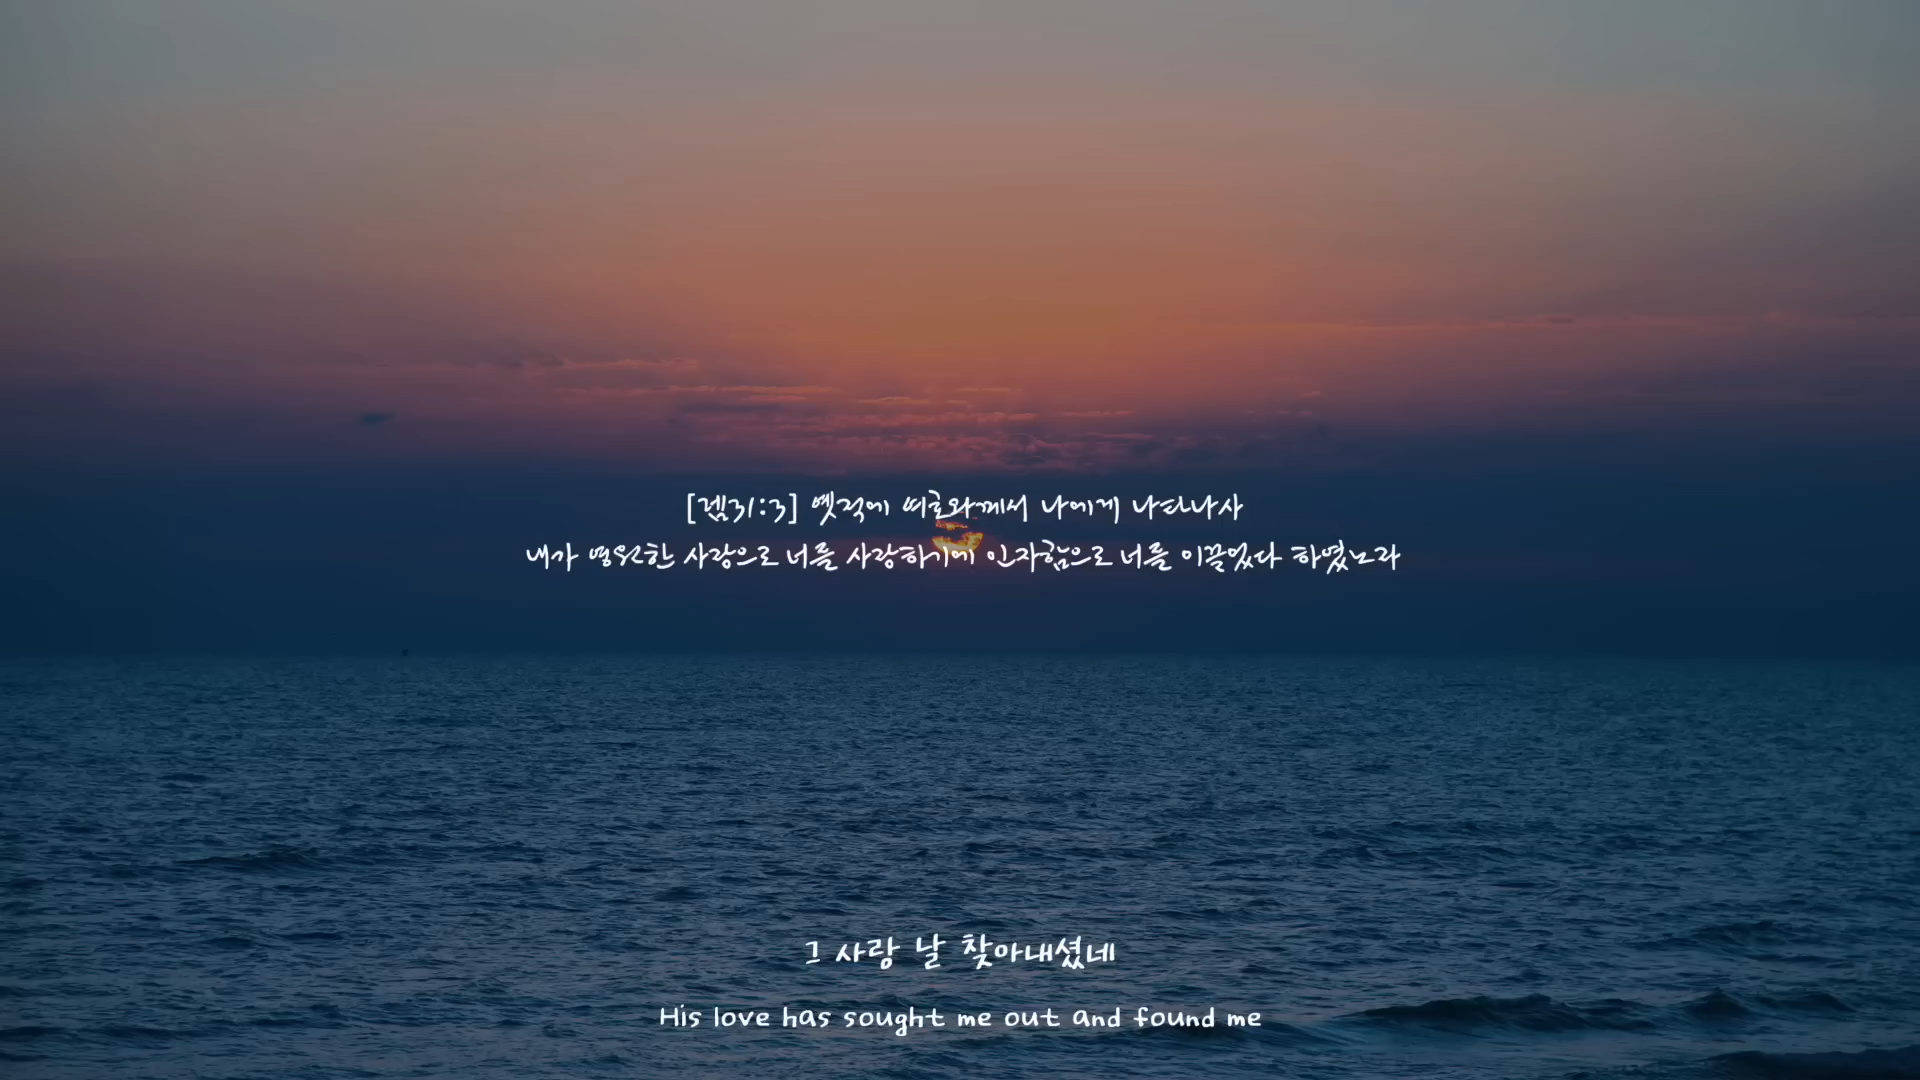 [렘31:3] 옛적에 여호와께서 나에게 나타나사
내가 영원한 사랑으로 너를 사랑하기에 인자함으로 너를 이끌었다 하였노라
그 사랑 날 찾아내셨네
His love has sought me out and found me